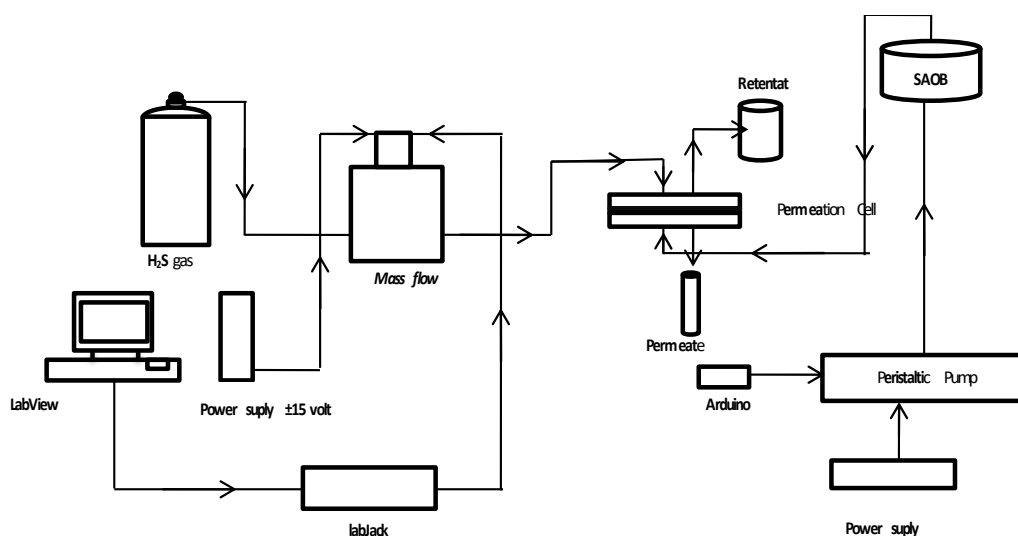 SAOB
Retentat
Permeation Cell
H₂S gas
Mass flow
Permeate
Peristaltic Pump
Arduino
LabView
Power suply ±15 volt
labJack
Power suply